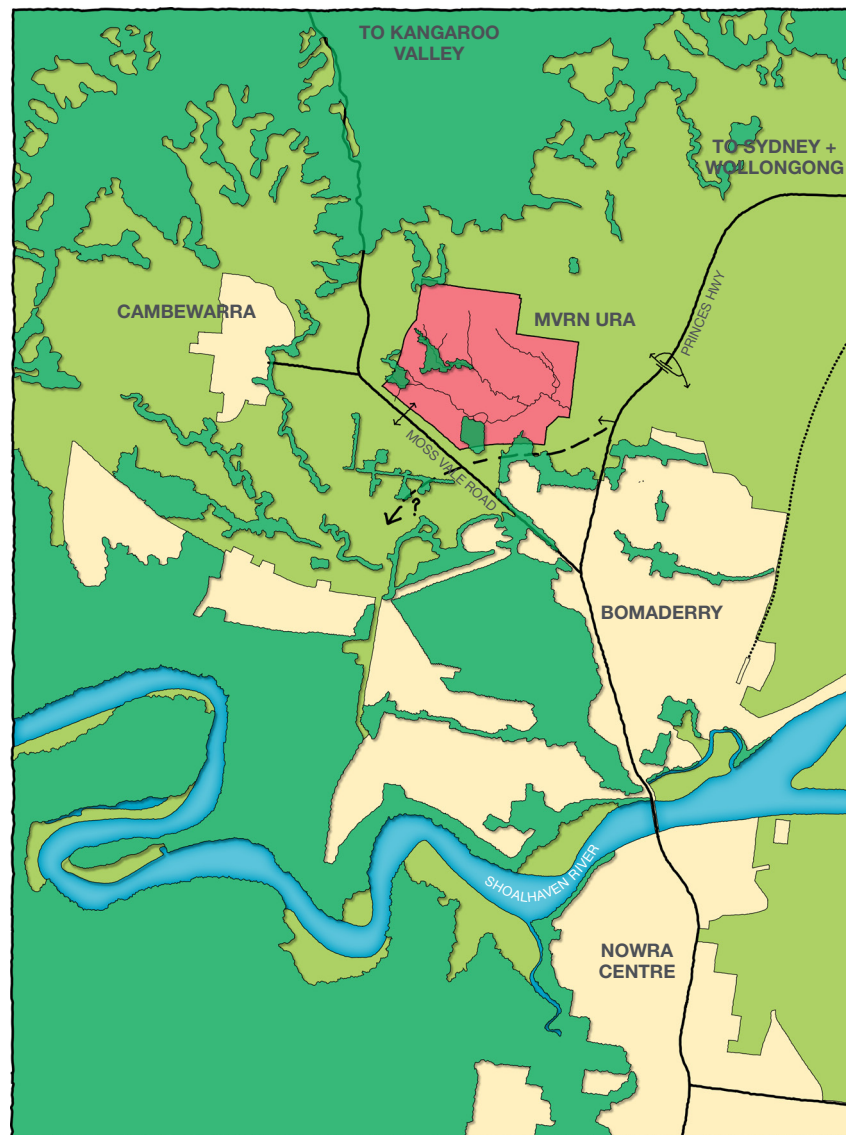 TO KANGAROO
VALLEY
TO SYDNEY +
WOLLONGONG
CAMBEWARRA
MVRN URA
PRINCES HWY
MOSS VALE ROAD
?
BOMADERRY
SHOALHAVEN RIVER
NOWRA
CENTRE